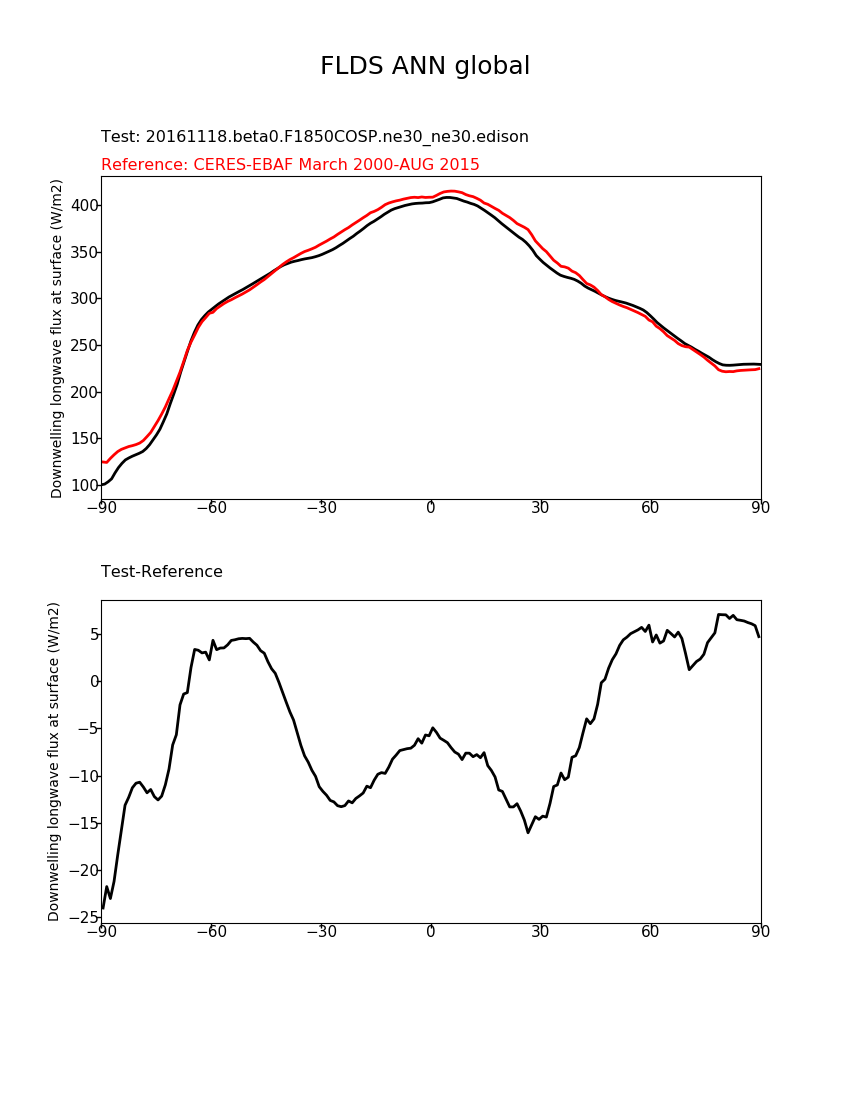 FLDS ANN global
Test: 20161118.beta0.F1850COSP.ne30_ne30.edison
Reference: CERES-EBAF March 2000-AUG 2015
Downwelling longwave flux at surface (W/m2)
400
350
300
250
200
150
100
−90 −60 −30 0 30 60 90
Test-Reference
Downwelling longwave flux at surface (W/m2)
5
0
−5
−10
−15
−20
−25
−90 −60 −30 0 30 60 90